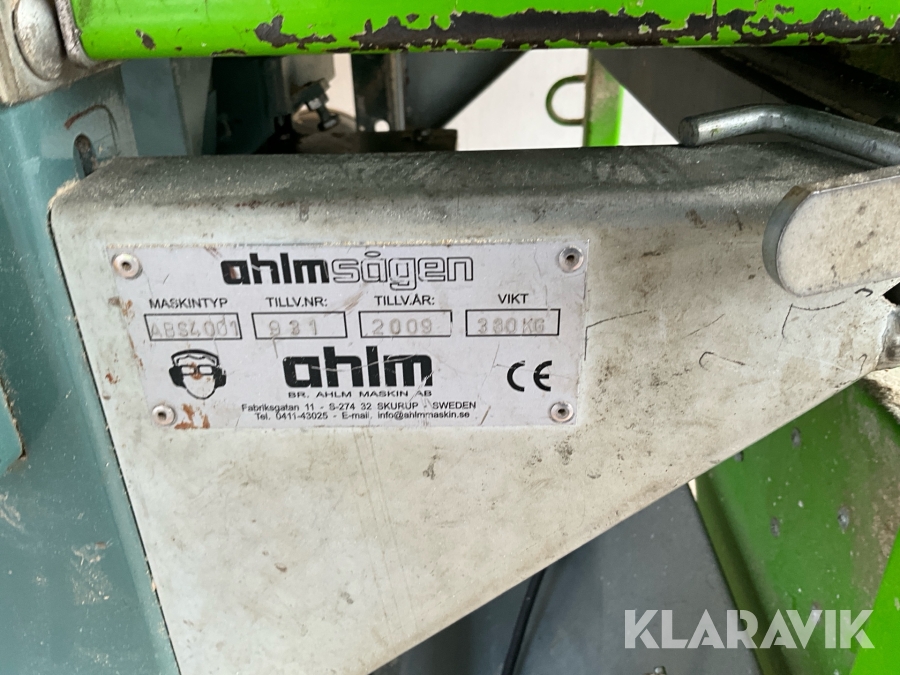 ahlmsågen
MASKINTYP TILLV.NR: TILLV.ÅR: VIKT
ABS4001 931 2009 380KG
ahlm CE
BR. AHLM MASKIN AB
Fabriksgatan 11 - S-274 32 SKURUP - SWEDEN
Tel. 0411-43025 - E-mail. info@ahlmmaskin.se
KLARAVIK